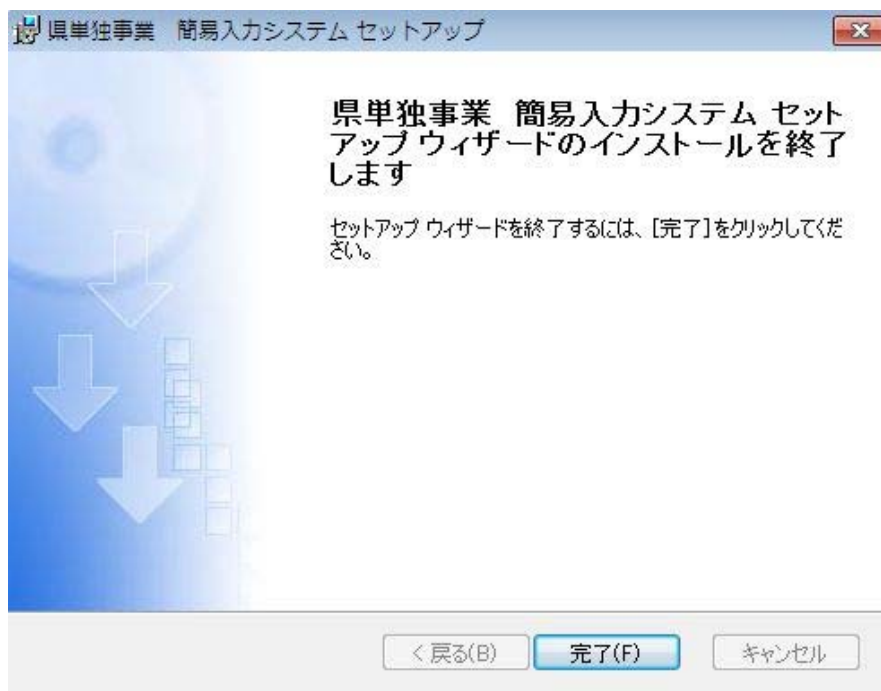 県単独事業　簡易入力システム セットアップ
県単独事業　簡易入力システム セット
アップ ウィザードのインストールを終了
します
セットアップ ウィザードを終了するには、[完了]をクリックしてくだ
さい。
< 戻る(B)
完了(F)
キャンセル